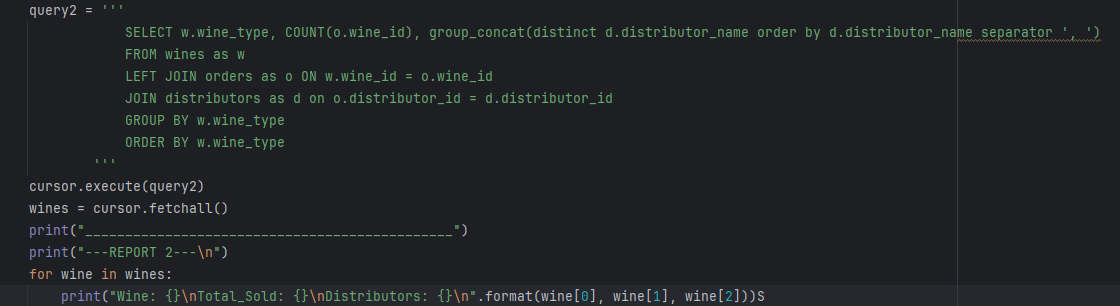 query2 = '''
SELECT w.wine_type, COUNT(o.wine_id), group_concat(distinct d.distributor_name order by d.distributor_name separator ', ')
FROM wines as w
LEFT JOIN orders as o ON w.wine_id = o.wine_id
JOIN distributors as d on o.distributor_id = d.distributor_id
GROUP BY w.wine_type
ORDER BY w.wine_type
'''
cursor.execute(query2)
wines = cursor.fetchall()
print("______________________________________________")
print("---REPORT 2---\n")
for wine in wines:
print("Wine: {}\nTotal_Sold: {}\nDistributors: {}\n".format(wine[0], wine[1], wine[2]))S